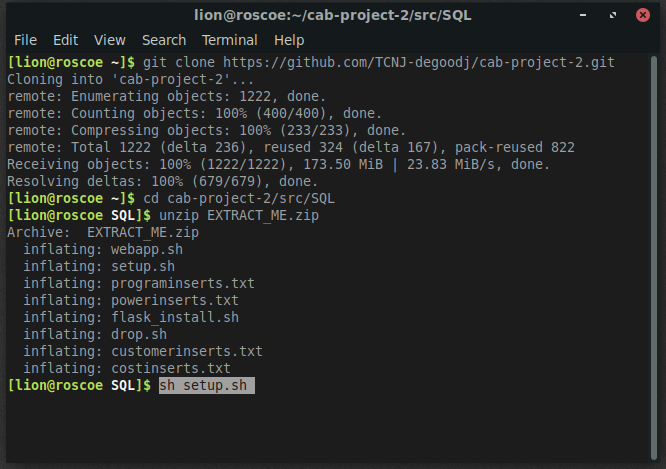 lion@roscoe:~/cab-project-2/src/SQL
File Edit View Search Terminal Help
[lion@roscoe ~]$ git clone https://github.com/TCNJ-degoodj/cab-project-2.git
Cloning into 'cab-project-2'...
remote: Enumerating objects: 1222, done.
remote: Counting objects: 100% (400/400), done.
remote: Compressing objects: 100% (233/233), done.
remote: Total 1222 (delta 236), reused 324 (delta 167), pack-reused 822
Receiving objects: 100% (1222/1222), 173.50 MiB | 23.83 MiB/s, done.
Resolving deltas: 100% (679/679), done.
[lion@roscoe ~]$ cd cab-project-2/src/SQL
[lion@roscoe SQL]$ unzip EXTRACT_ME.zip
Archive:  EXTRACT_ME.zip
  inflating: webapp.sh
  inflating: setup.sh
  inflating: programinserts.txt
  inflating: powerinserts.txt
  inflating: flask_install.sh
  inflating: drop.sh
  inflating: customerinserts.txt
  inflating: costinserts.txt
[lion@roscoe SQL]$ sh setup.sh